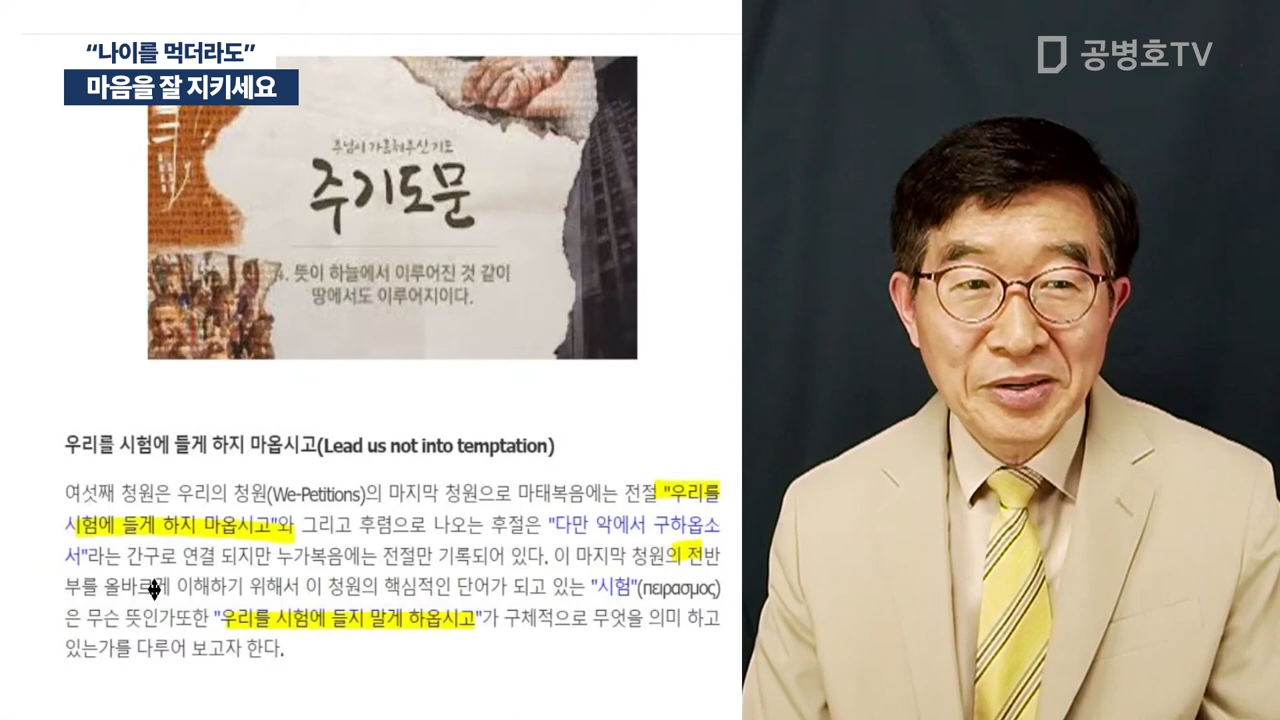 “나이를 먹더라도”
마음을 잘 지키세요
공병호TV
주님이 가르쳐주신 기도
주기도문
4. 뜻이 하늘에서 이루어진 것 같이
땅에서도 이루어지이다.
우리를 시험에 들게 하지 마옵시고(Lead us not into temptation)
여섯째 청원은 우리의 청원(We-Petitions)의 마지막 청원으로 마태복음에는 전절 "우리를
시험에 들게 하지 마옵시고"와 그리고 후렴으로 나오는 후절은 "다만 악에서 구하옵소
서"라는 간구로 연결 되지만 누가복음에는 전절만 기록되어 있다. 이 마지막 청원의 전반
부를 올바르게 이해하기 위해서 이 청원의 핵심적인 단어가 되고 있는 "시험"(πειρασμος)
은 무슨 뜻인가또한 "우리를 시험에 들지 말게 하옵시고"가 구체적으로 무엇을 의미 하고
있는가를 다루어 보고자 한다.